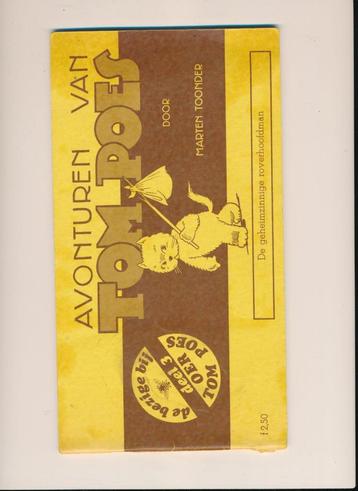 AVONTUREN VAN
TOM POES
DOOR
MARTEN TOONDER
De geheimzinnige roverhoofdman
de bezige bij
deel 3
TOM
OER
POES
f 2,50